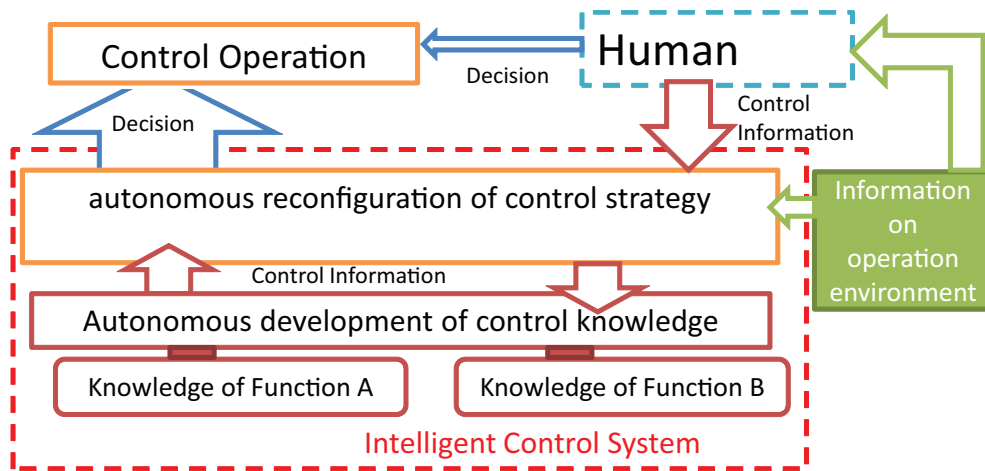 Control Operation
Human
Decision
Decision
Control
Information
autonomous reconfiguration of control strategy
Information
on
operation
environment
Control Information
Autonomous development of control knowledge
Knowledge of Function A
Knowledge of Function B
Intelligent Control System